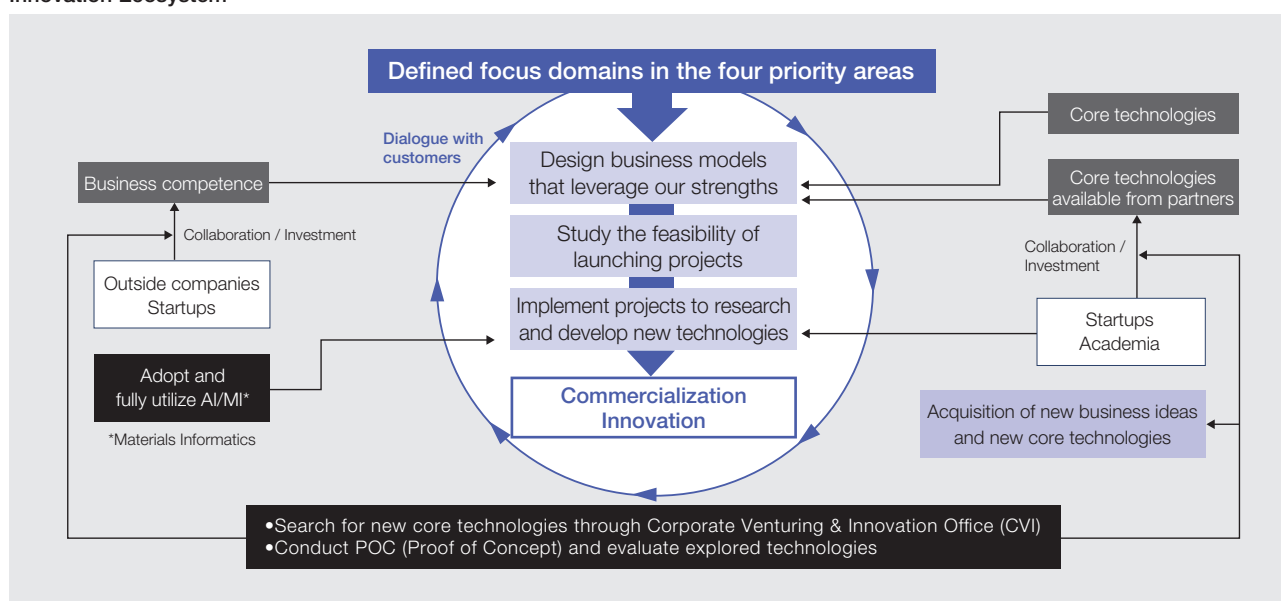 Innovation Ecosystem
Defined focus domains in the four priority areas
Dialogue with
customers
Design business models
that leverage our strengths
Study the feasibility of
launching projects
Implement projects to research
and develop new technologies
Commercialization
Innovation
Business competence
Collaboration / Investment
Outside companies
Startups
Adopt and
fully utilize AI/MI*
*Materials Informatics
Core technologies
Core technologies
available from partners
Collaboration /
Investment
Startups
Academia
Acquisition of new business ideas
and new core technologies
•Search for new core technologies through Corporate Venturing & Innovation Office (CVI)
•Conduct POC (Proof of Concept) and evaluate explored technologies